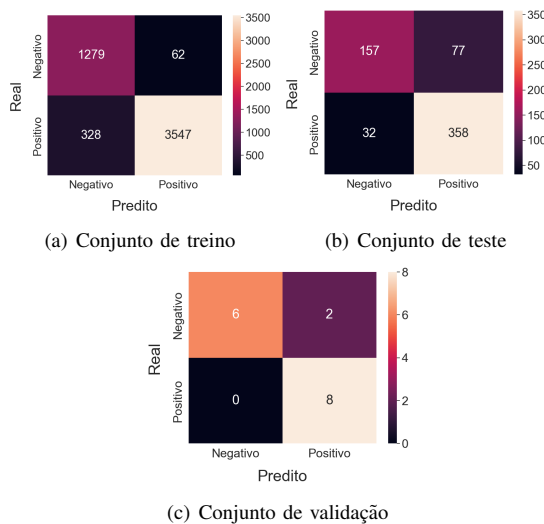 Real
Negativo
Positivo
1279
62
328
3547
Negativo
Positivo
Predito
3500
3000
2500
2000
1500
1000
500
(a) Conjunto de treino
Real
Negativo
Positivo
157
77
32
358
Negativo
Positivo
Predito
350
300
250
200
150
100
50
(b) Conjunto de teste
Real
Negativo
Positivo
6
2
0
8
Negativo
Positivo
Predito
8
6
4
2
0
(c) Conjunto de validação